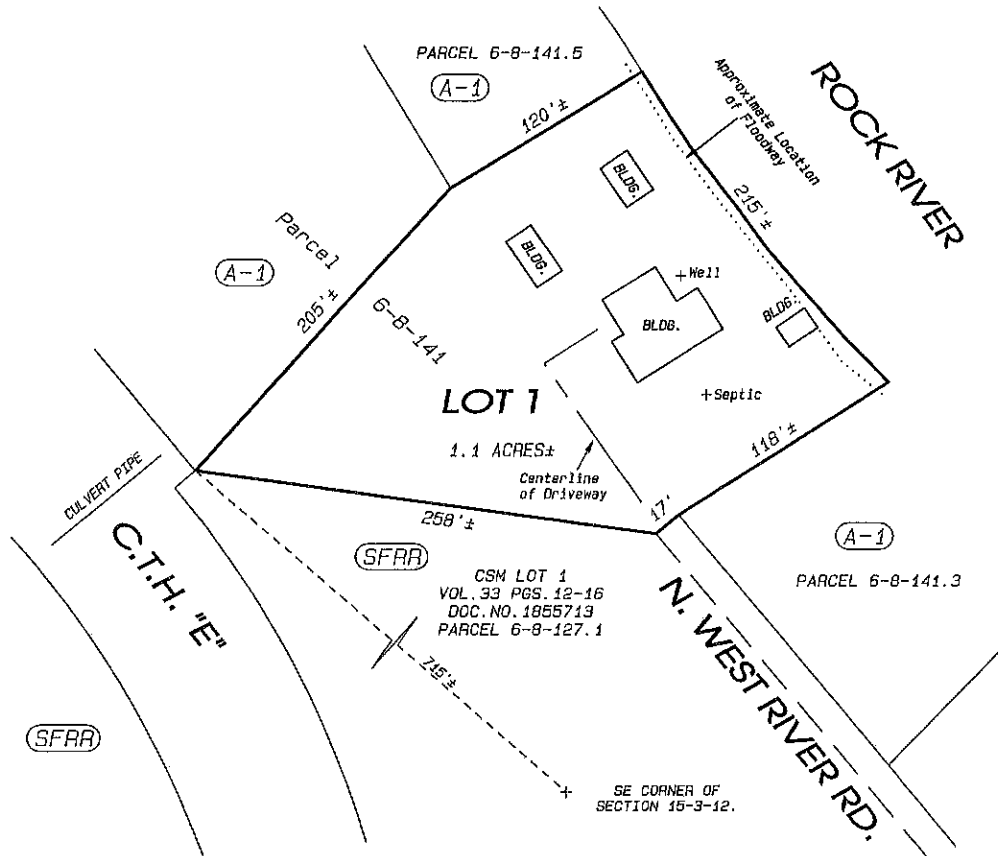 PARCEL 6-8-141.5
A-1
120'±
Approximate Location
of Floodway
ROCK RIVER
215'±
BLDG.
BLDG.
Parcel
A-1
205'±
6-8-141
+Well
BLDG.
BLDG.
LOT 1
+Septic
1.1 ACRES±
118'±
Centerline
of Driveway
CULVERT PIPE
17'
258'±
C.T.H. "E"
SFRR
A-1
CSM LOT 1
VOL.33 PGS.12-16
DOC.NO.1855713
PARCEL 6-8-127.1
PARCEL 6-8-141.3
N. WEST RIVER RD.
715'±
SFRR
SE CORNER OF
SECTION 15-3-12.